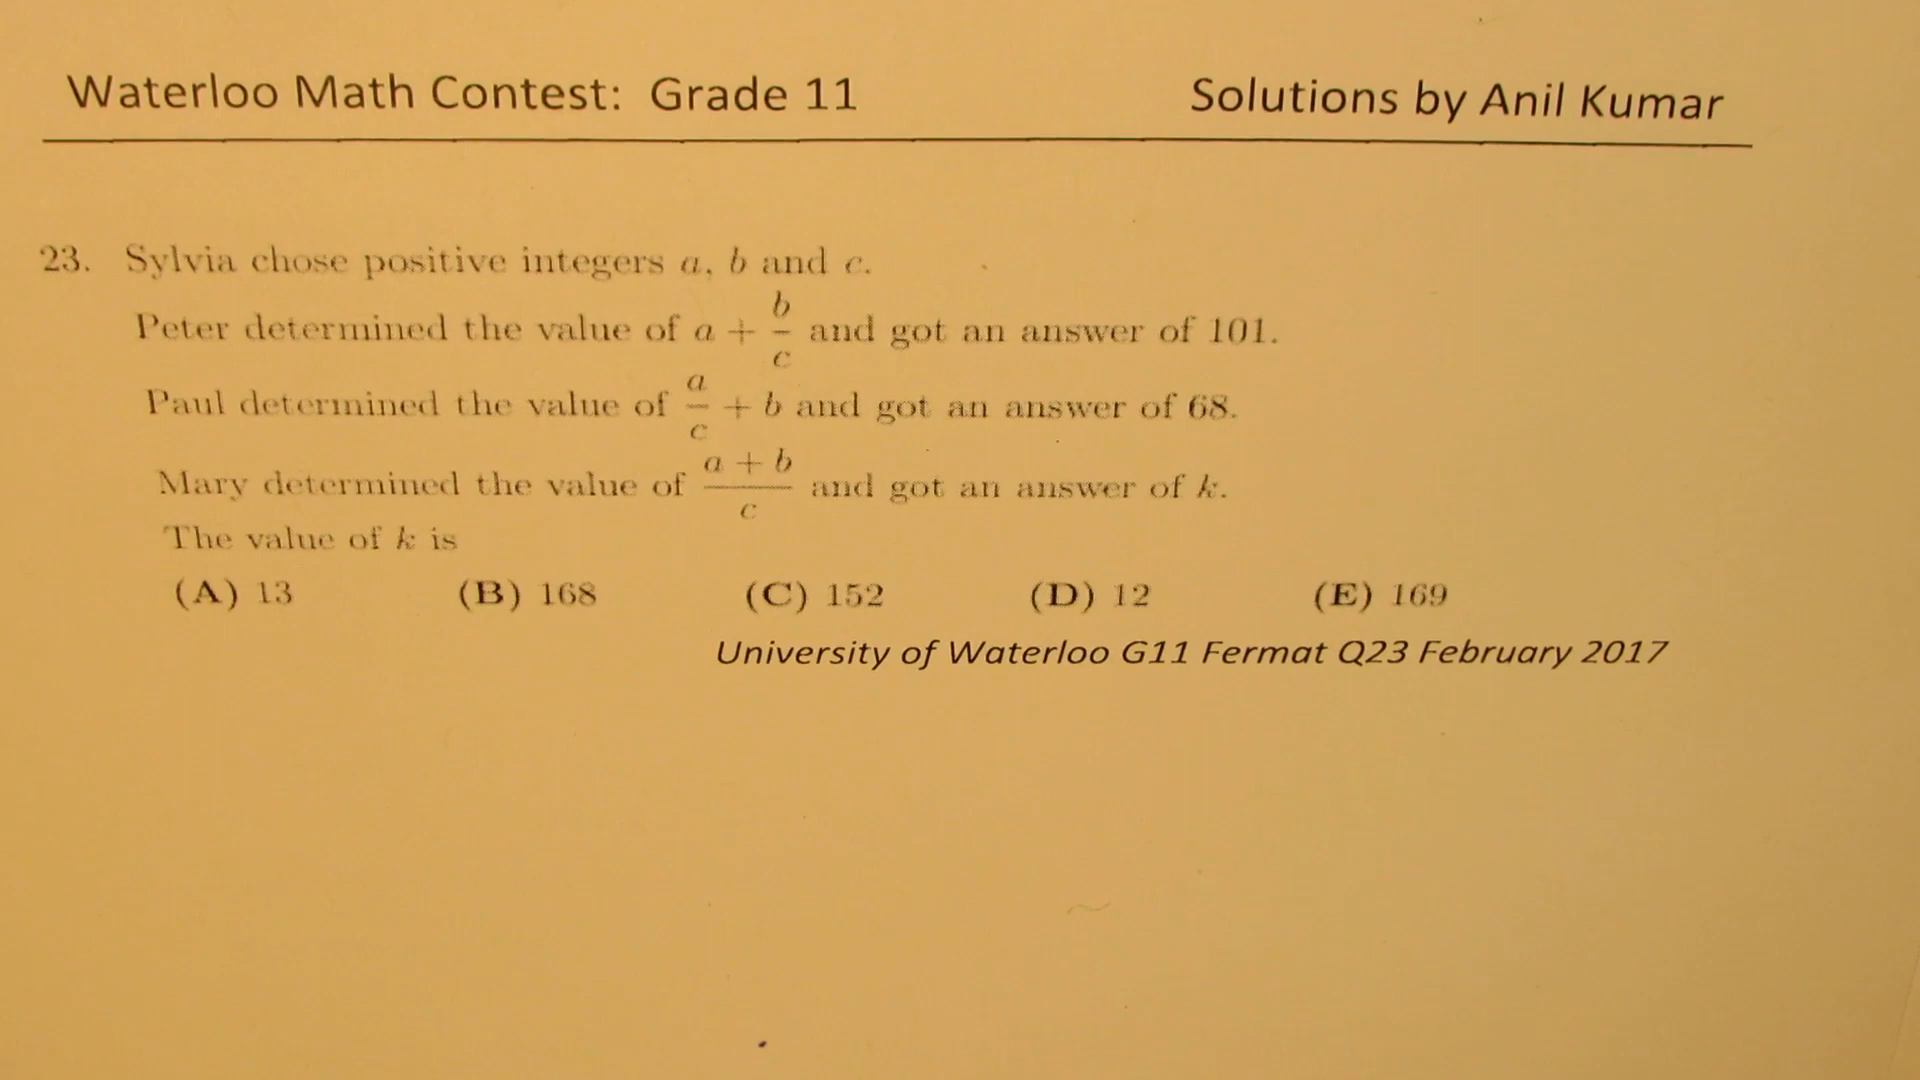 Waterloo Math Contest: Grade 11 Solutions by Anil Kumar
23. Sylvia chose positive integers a, b and c.
Peter determined the value of a + b/c and got an answer of 101.
Paul determined the value of a/c + b and got an answer of 68.
Mary determined the value of (a + b)/c and got an answer of k.
The value of k is
(A) 13 (B) 168 (C) 152 (D) 12 (E) 169
University of Waterloo G11 Fermat Q23 February 2017